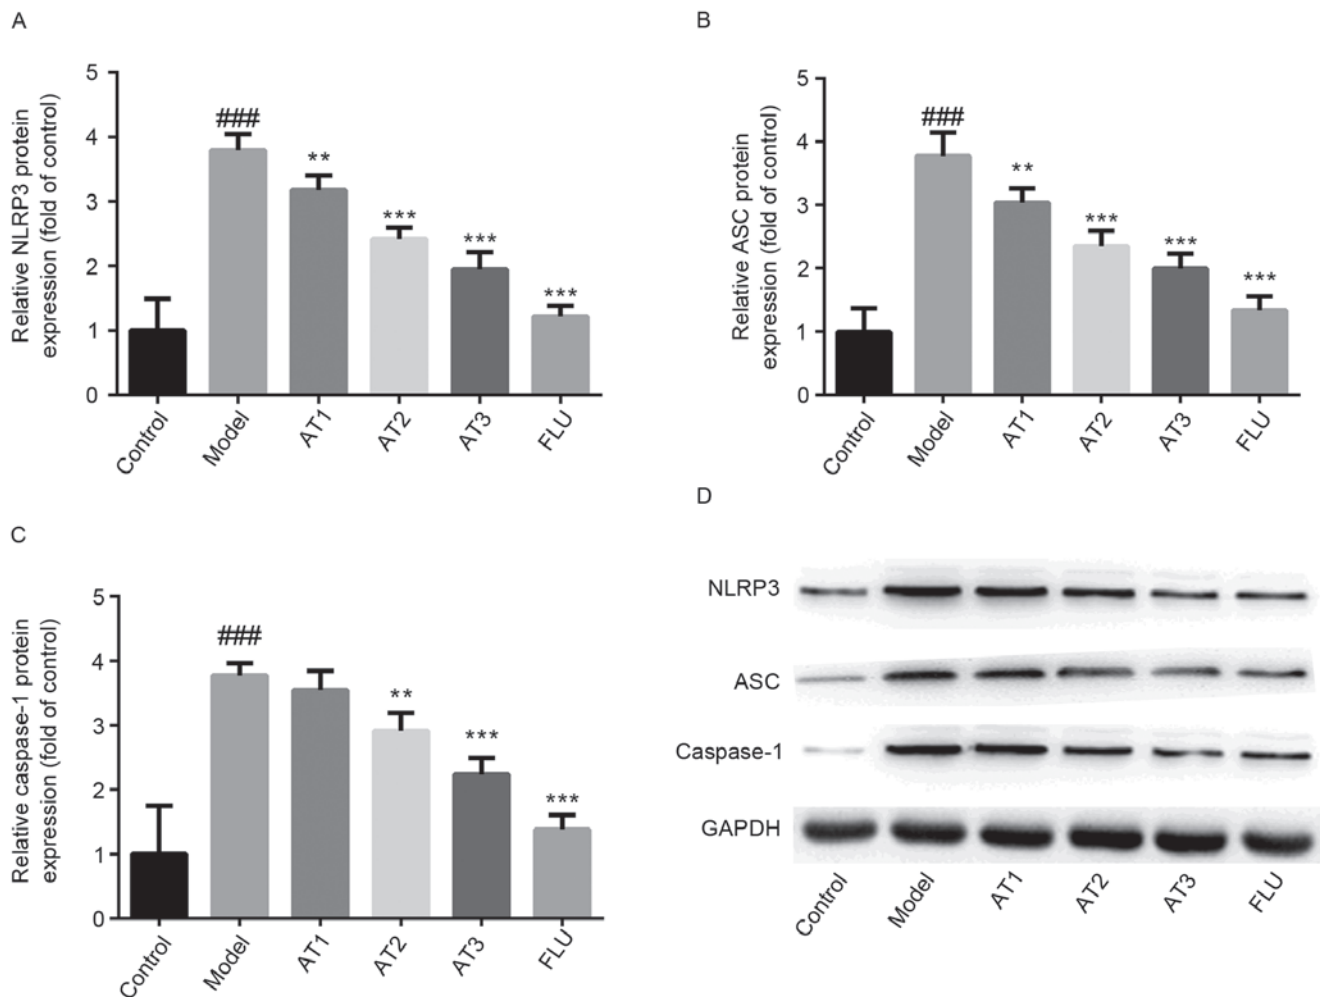 A
Relative NLRP3 protein
expression (fold of control)
5
4
3
2
1
0
###
**
***
***
***
Control
Model
AT1
AT2
AT3
FLU
B
Relative ASC protein
expression (fold of control)
5
4
3
2
1
0
###
**
***
***
***
Control
Model
AT1
AT2
AT3
FLU
C
Relative caspase-1 protein
expression (fold of control)
5
4
3
2
1
0
###
**
***
***
Control
Model
AT1
AT2
AT3
FLU
D
NLRP3
ASC
Caspase-1
GAPDH
Control
Model
AT1
AT2
AT3
FLU